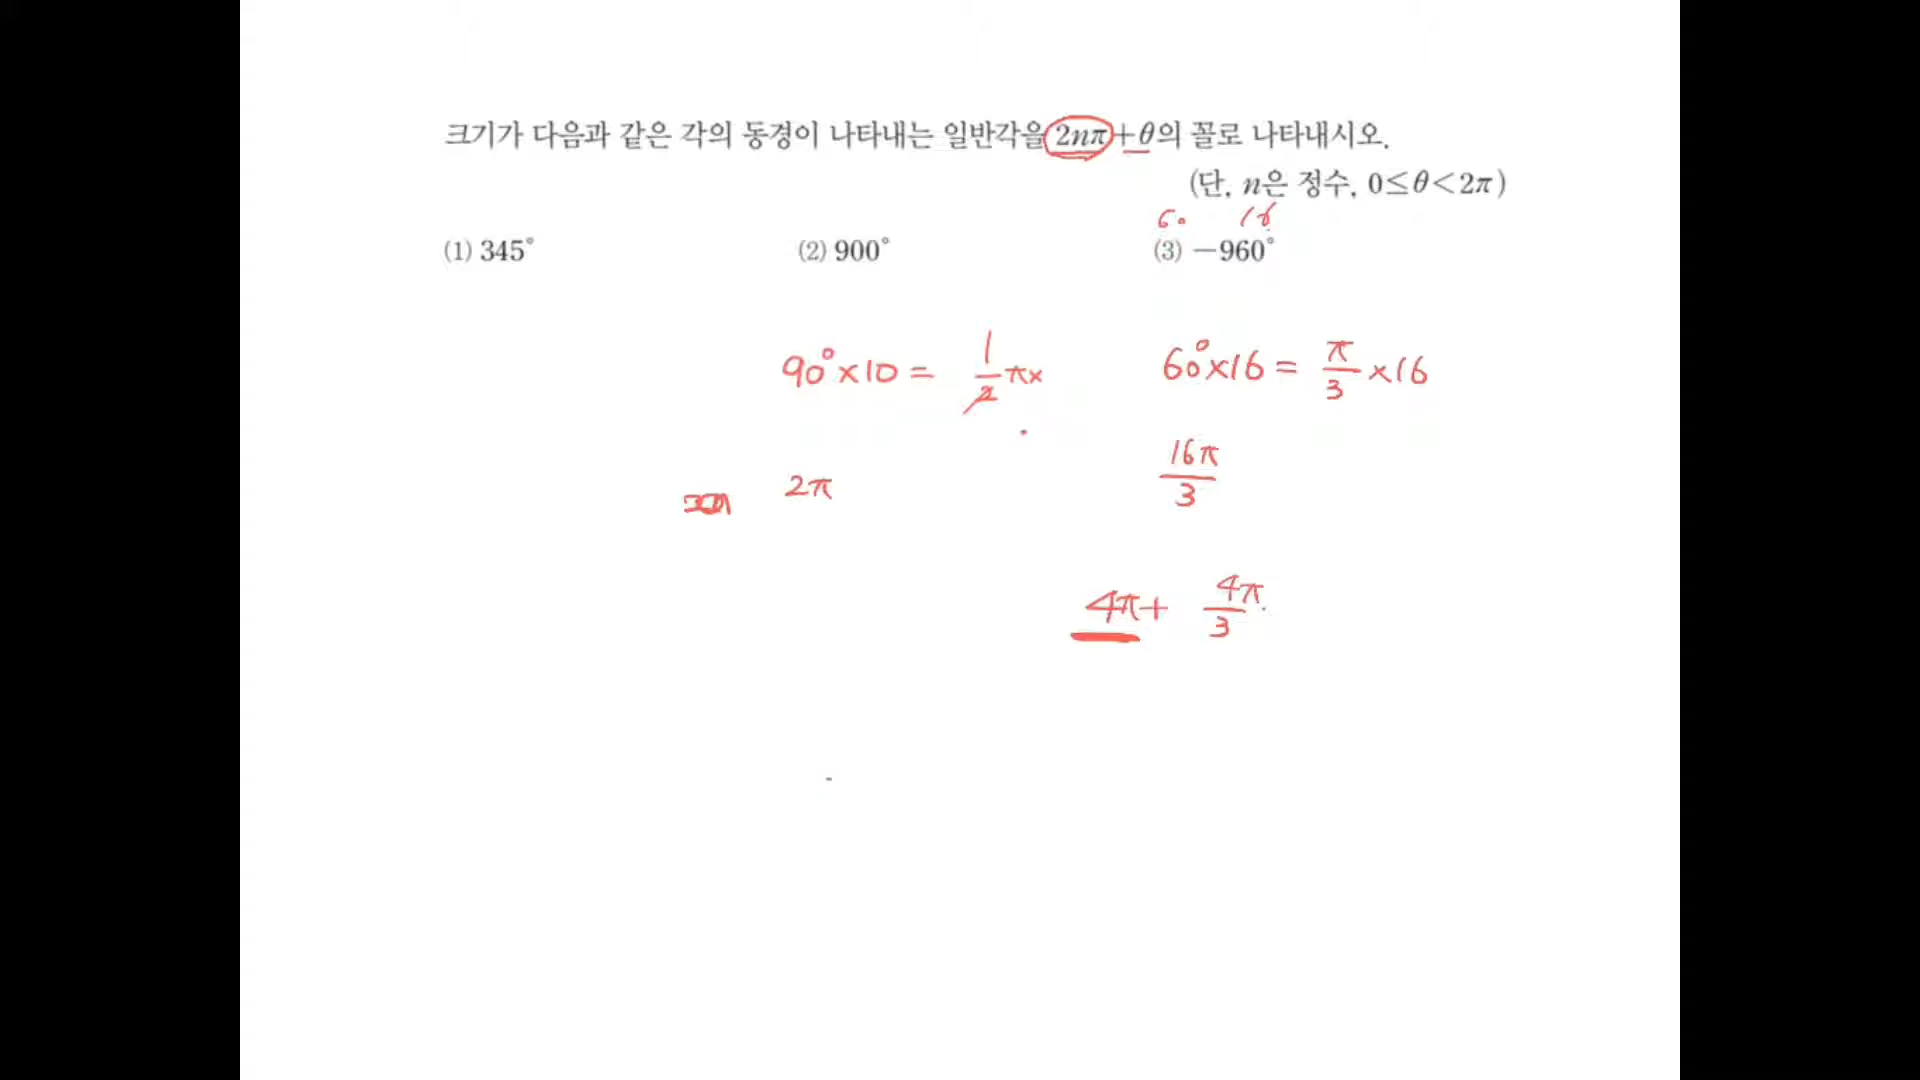 크기가 다음과 같은 각의 동경이 나타내는 일반각을 2nπ+θ의 꼴로 나타내시오.
(단, n은 정수, 0≤θ<2π)
60 16
(1) 345° (2) 900° (3) -960°
90°×10= 1/2 π× 60°×16= π/3 ×16
16π/3
2π
4π+ 4π/3